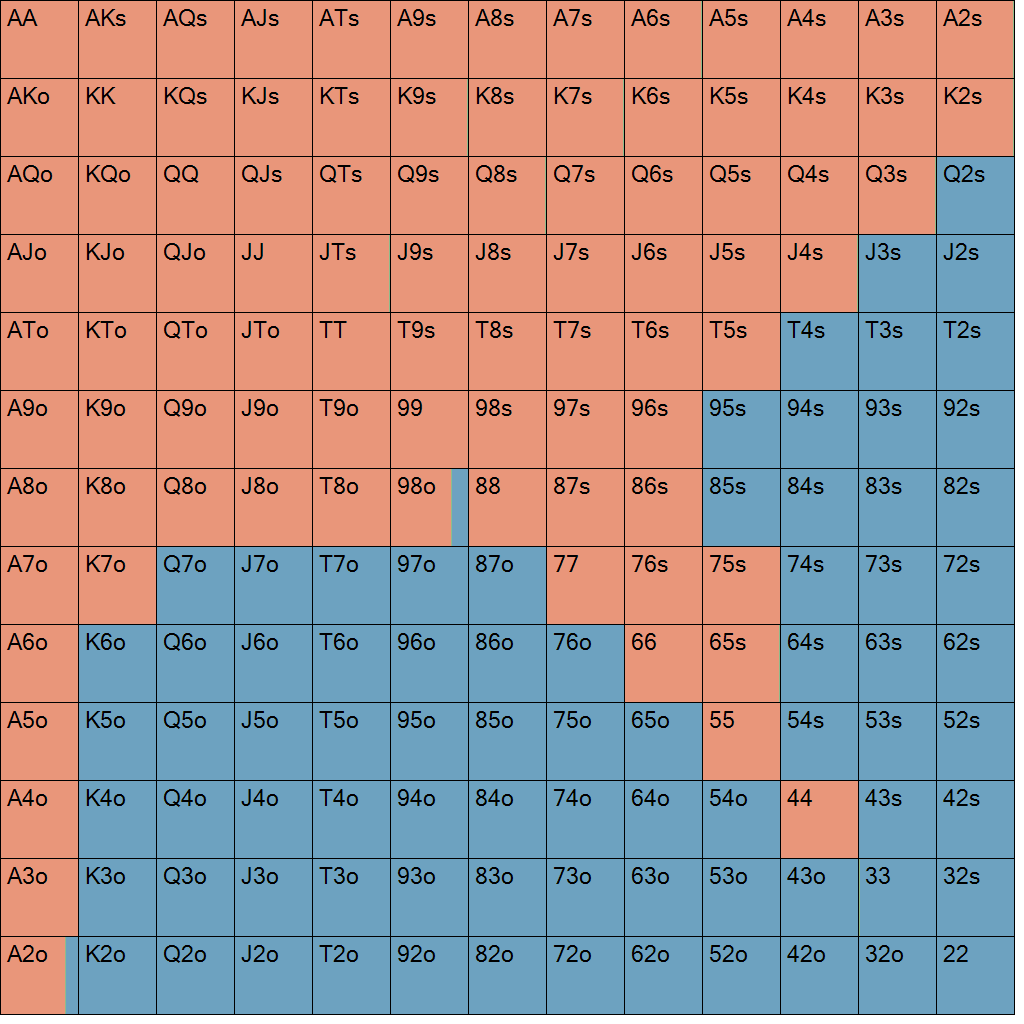 AA AKs AQs AJs ATs A9s A8s A7s A6s A5s A4s A3s A2s
AKo KK KQs KJs KTs K9s K8s K7s K6s K5s K4s K3s K2s
AQo KQo QQ QJs QTs Q9s Q8s Q7s Q6s Q5s Q4s Q3s Q2s
AJo KJo QJo JJ JTs J9s J8s J7s J6s J5s J4s J3s J2s
ATo KTo QTo JTo TT T9s T8s T7s T6s T5s T4s T3s T2s
A9o K9o Q9o J9o T9o 99 98s 97s 96s 95s 94s 93s 92s
A8o K8o Q8o J8o T8o 98o 88 87s 86s 85s 84s 83s 82s
A7o K7o Q7o J7o T7o 97o 87o 77 76s 75s 74s 73s 72s
A6o K6o Q6o J6o T6o 96o 86o 76o 66 65s 64s 63s 62s
A5o K5o Q5o J5o T5o 95o 85o 75o 65o 55 54s 53s 52s
A4o K4o Q4o J4o T4o 94o 84o 74o 64o 54o 44 43s 42s
A3o K3o Q3o J3o T3o 93o 83o 73o 63o 53o 43o 33 32s
A2o K2o Q2o J2o T2o 92o 82o 72o 62o 52o 42o 32o 22